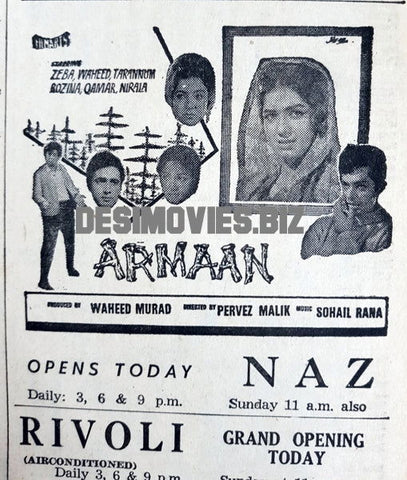 FILM ARTS
STARRING
ZEBA, WAHEED, TARANNUM
ROZINA, QAMAR, NIRALA
DESIMOVIES.BIZ
ARMAAN
PRODUCED BY WAHEED MURAD DIRECTED BY PERVEZ MALIK MUSIC SOHAIL RANA
OPENS TODAY NAZ
Daily: 3, 6 & 9 p.m. Sunday 11 a.m. also
RIVOLI GRAND OPENING
(AIRCONDITIONED) TODAY
Daily 3, 6 & 9 p.m.